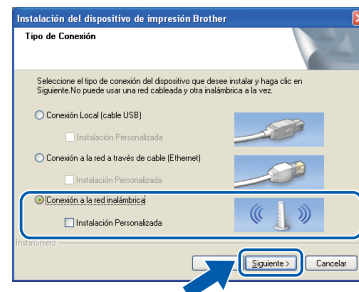 Instalación del dispositivo de impresión Brother
Tipo de Conexión
Seleccione el tipo de conexión del dispositivo que desee instalar y haga clic en
Siguiente.No puede usar una red cableada y otra inalámbrica a la vez.
Conexión Local (cable USB)
Instalación Personalizada
Conexión a la red a través de cable (Ethernet)
Instalación Personalizada
Conexión a la red inalámbrica
Instalación Personalizada
InstallShield
Siguiente > Cancelar